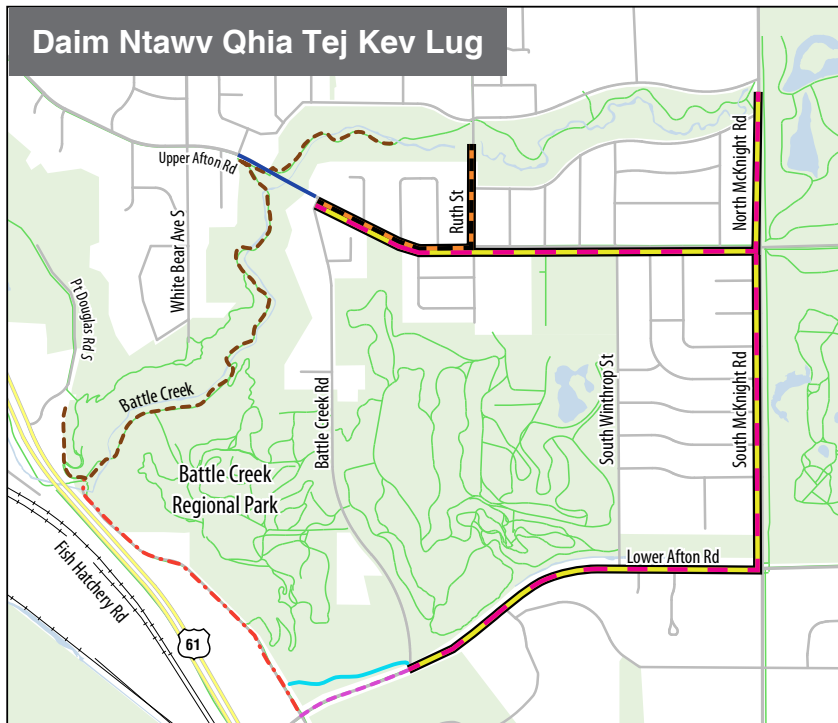 Daim Ntawv Qhia Tej Kev Lug
Upper Afton Rd
White Bear Ave S
Pt Douglas Rd S
Ruth St
North McKnight Rd
Battle Creek
Battle Creek Rd
South Winthrop St
South McKnight Rd
Battle Creek
Regional Park
Lower Afton Rd
Fish Hatchery Rd
61